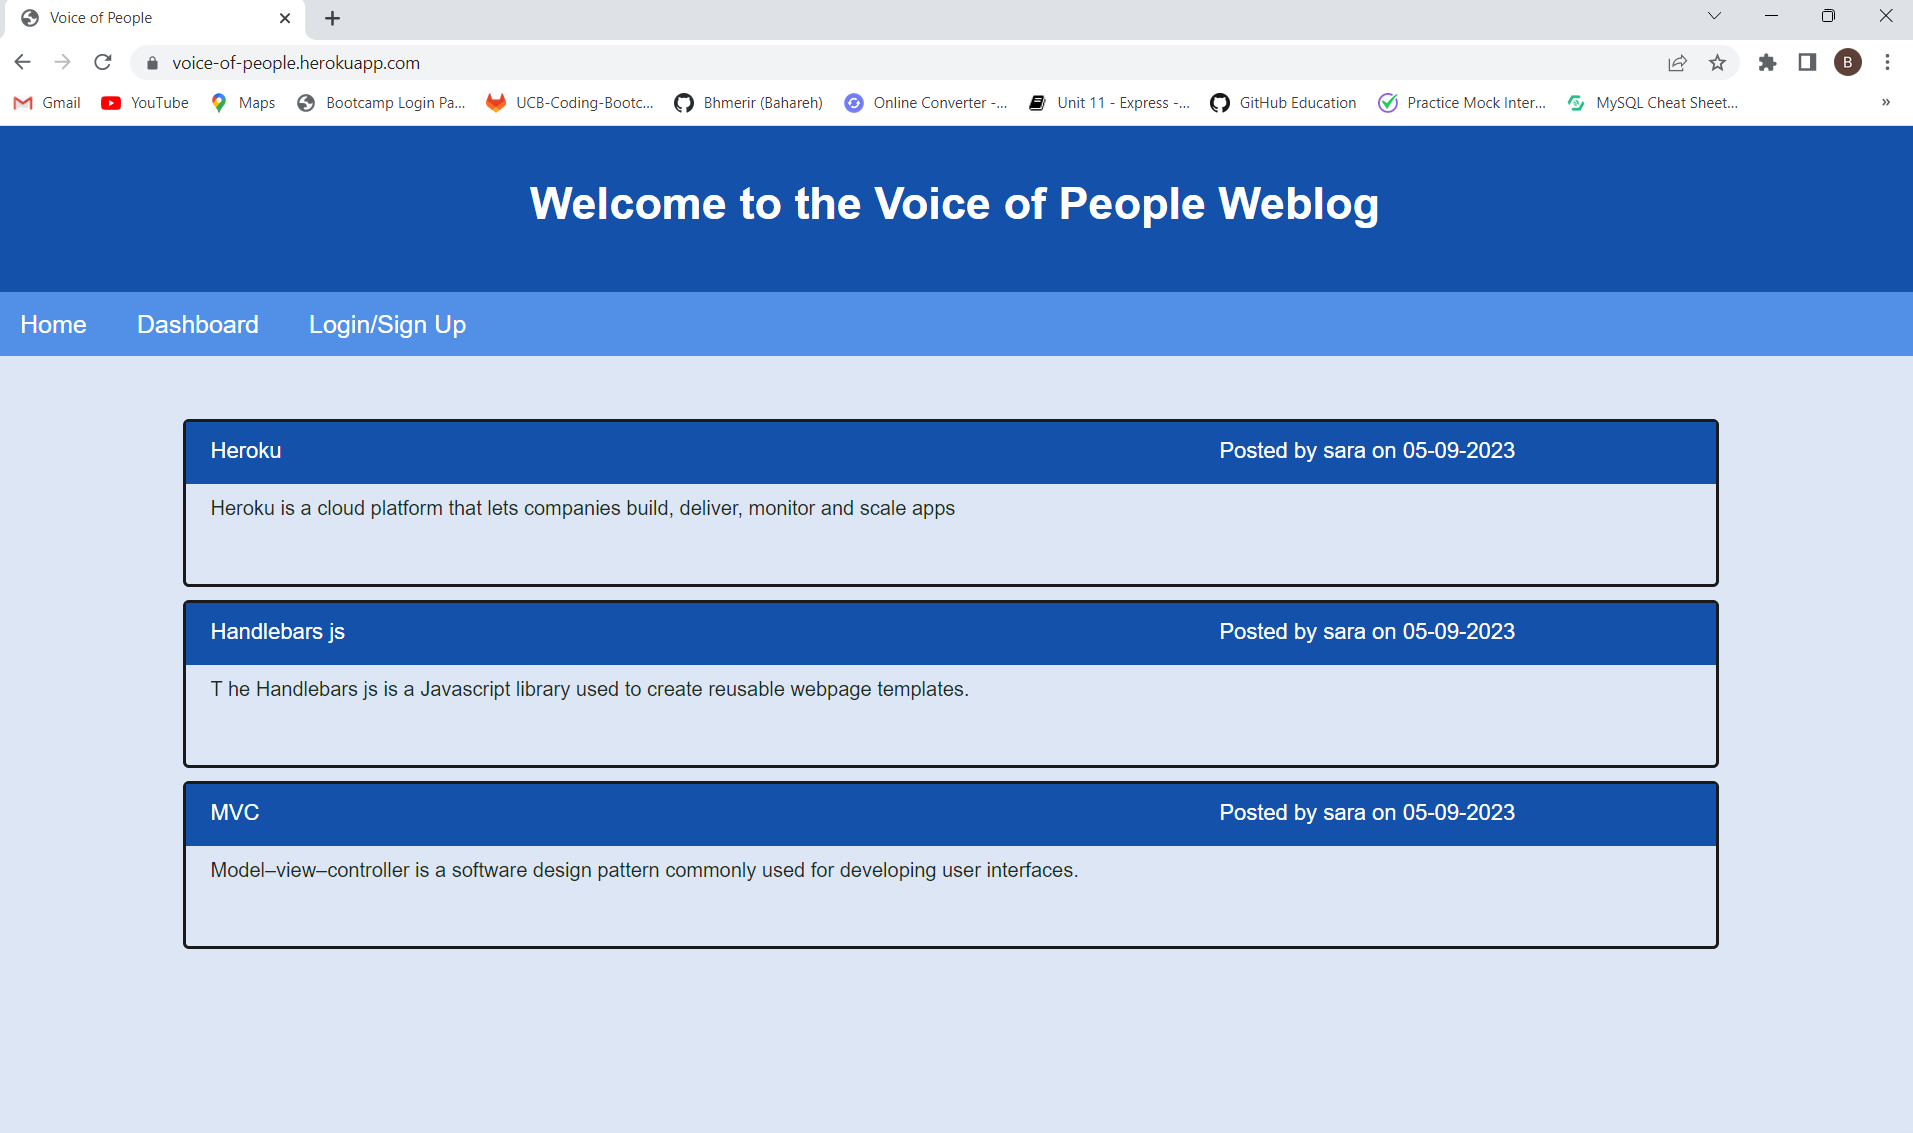 Voice of People
voice-of-people.herokuapp.com
B
Gmail YouTube Maps Bootcamp Login Pa... UCB-Coding-Bootc... Bhmerir (Bahareh) Online Converter -... Unit 11 - Express -... GitHub Education Practice Mock Inter... MySQL Cheat Sheet... »
Welcome to the Voice of People Weblog
Home Dashboard Login/Sign Up
Heroku Posted by sara on 05-09-2023
Heroku is a cloud platform that lets companies build, deliver, monitor and scale apps
Handlebars js Posted by sara on 05-09-2023
T he Handlebars js is a Javascript library used to create reusable webpage templates.
MVC Posted by sara on 05-09-2023
Model–view–controller is a software design pattern commonly used for developing user interfaces.